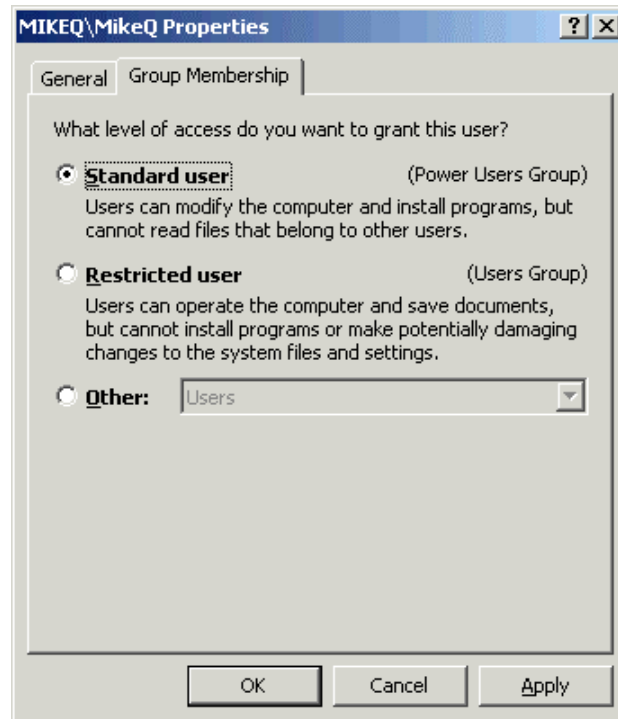 MIKEQ\MikeQ Properties
General
Group Membership
What level of access do you want to grant this user?
Standard user (Power Users Group)
Users can modify the computer and install programs, but
cannot read files that belong to other users.
Restricted user (Users Group)
Users can operate the computer and save documents,
but cannot install programs or make potentially damaging
changes to the system files and settings.
Other: Users
OK Cancel Apply